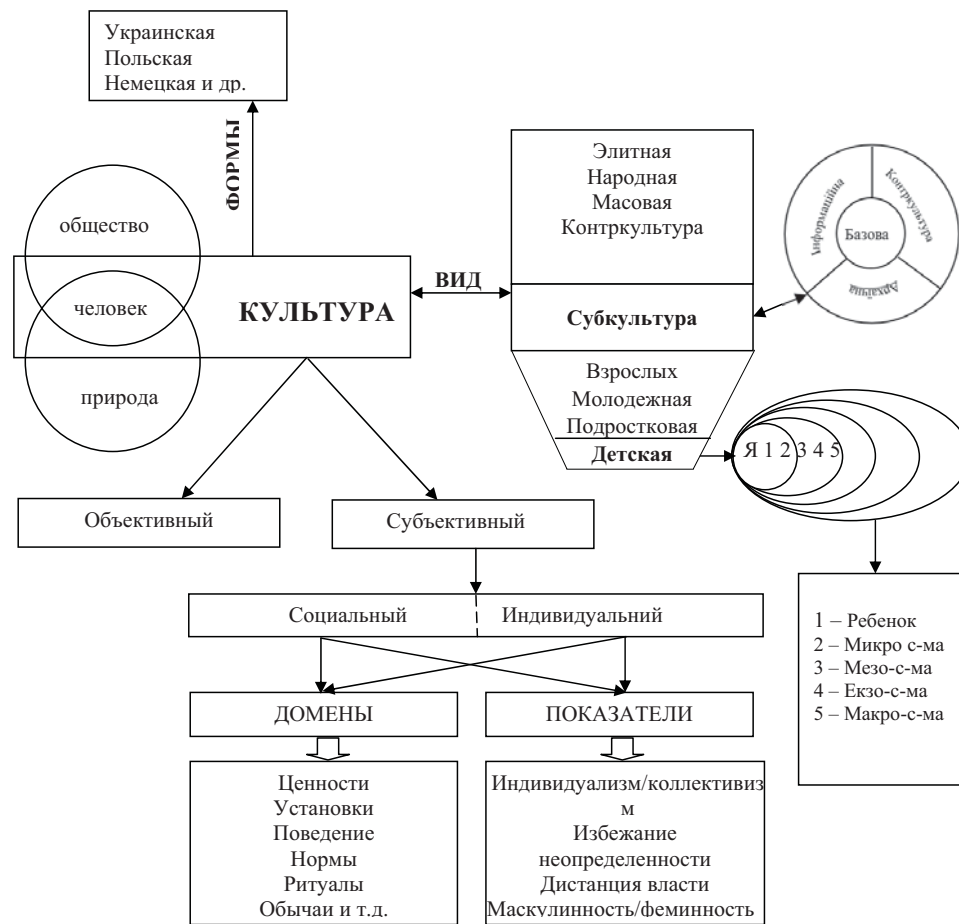 Украинская
Польская
Немецкая и др.
ФОРМЫ
общество
человек
природа
КУЛЬТУРА
ВИД
Элитная
Народная
Масовая
Контркультура
Субкультура
Взрослых
Молодежная
Подростковая
Детская
Інформаційна
Контркультура
Базова
Архаїчна
Я 1 2 3 4 5
1 – Ребенок
2 – Микро с-ма
3 – Мезо-с-ма
4 – Екзо-с-ма
5 – Макро-с-ма
Объективный
Субъективный
Социальный
Индивидуальний
ДОМЕНЫ
ПОКАЗАТЕЛИ
Ценности
Установки
Поведение
Нормы
Ритуалы
Обычаи и т.д.
Индивидуализм/коллективиз
м
Избежание
неопределенности
Дистанция власти
Маскулинность/феминность